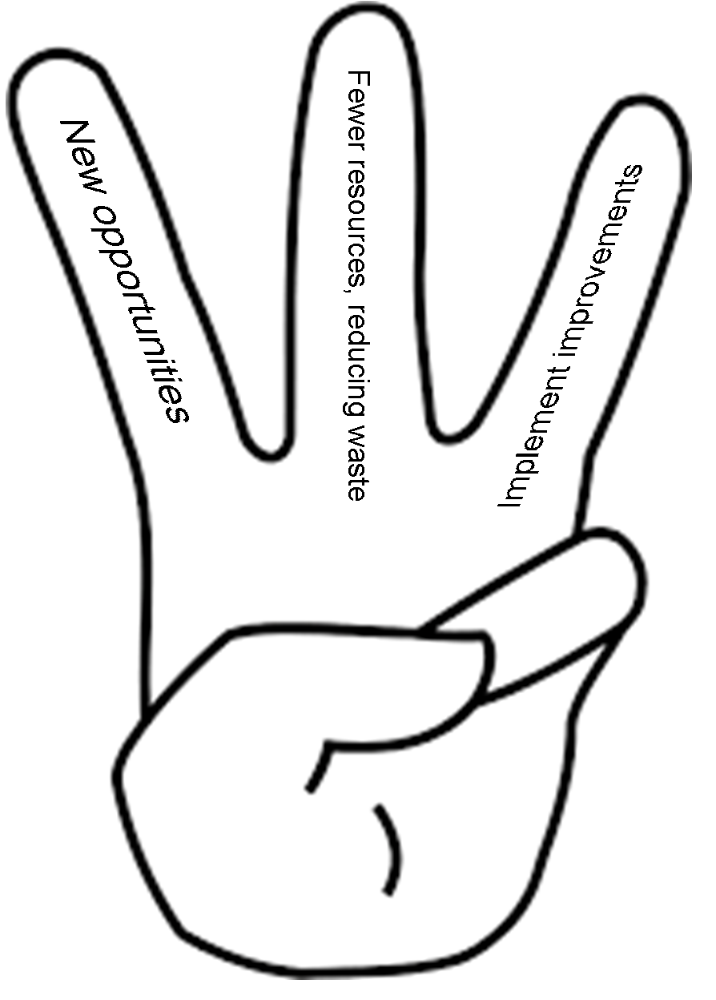 New opportunities
Fewer resources, reducing waste
Implement improvements